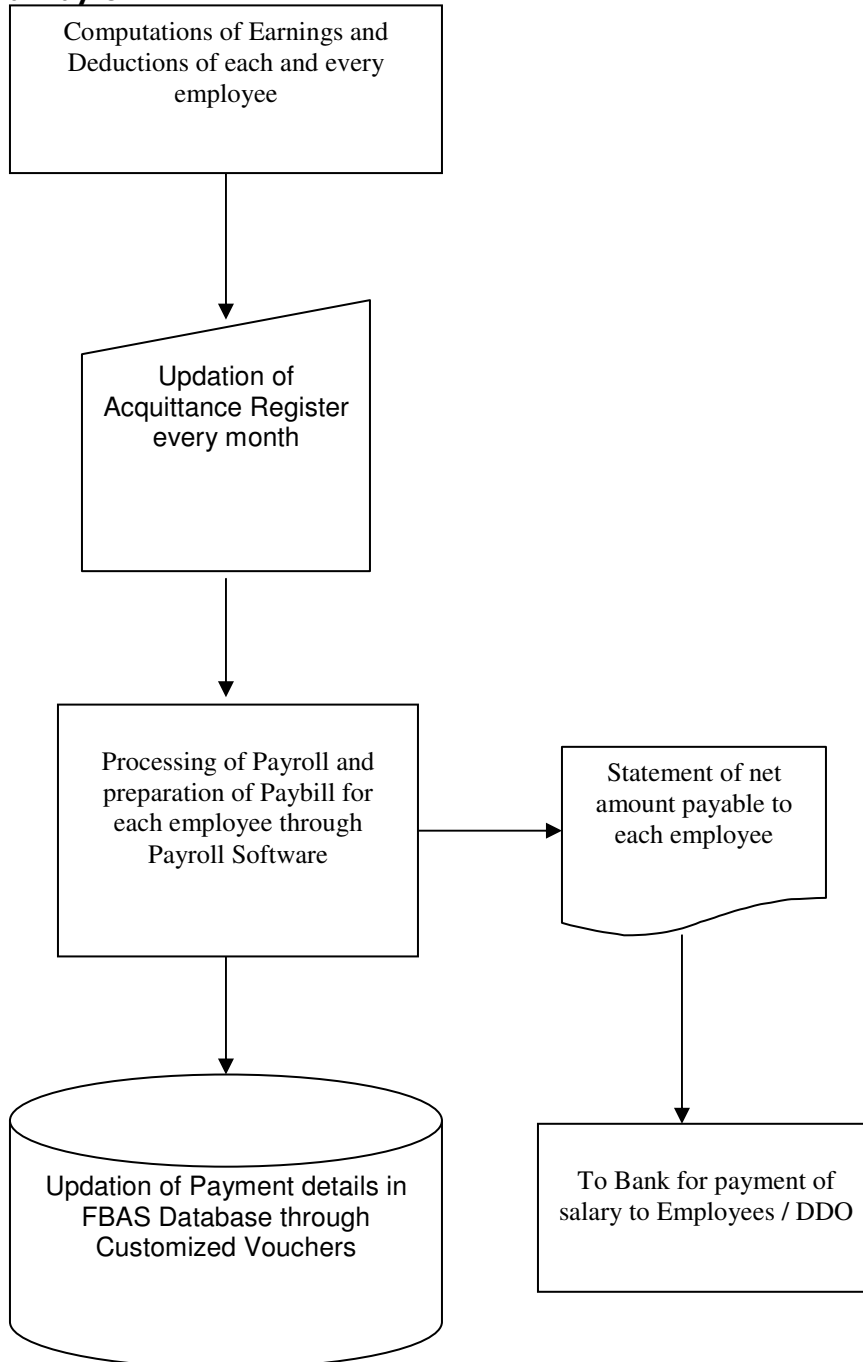 Computations of Earnings and
Deductions of each and every
employee
Updation of
Acquittance Register
every month
Processing of Payroll and
preparation of Paybill for
each employee through
Payroll Software
Statement of net
amount payable to
each employee
Updation of Payment details in
FBAS Database through
Customized Vouchers
To Bank for payment of
salary to Employees / DDO